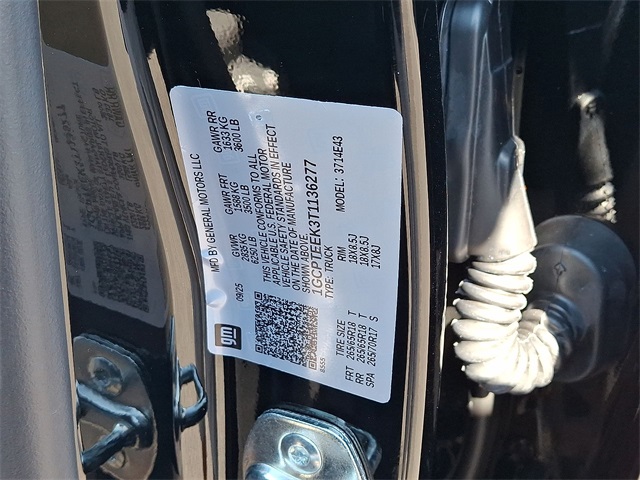 MFD BY GENERAL MOTORS LLC
09/25 GVWR GAWR FRT GAWR RR
2835 KG 1588 KG 1633 KG
6250 LB 3500 LB 3600 LB
THIS VEHICLE CONFORMS TO ALL
APPLICABLE U.S. FEDERAL MOTOR
VEHICLE SAFETY STANDARDS IN EFFECT
ON THE DATE OF MANUFACTURE
SHOWN ABOVE.
1GCPTEEK3T1136277
TYPE: TRUCK MODEL: 3714E43
TIRE SIZE RIM
FRT 265/65R18 T 18X8.5J
RR 265/65R18 T 18X8.5J
SPA 265/70R17 S 17X8J
gm